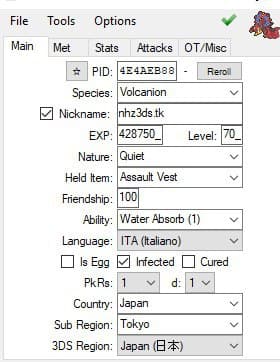 File Tools Options
Main Met Stats Attacks OT/Misc
☆ PID: 4E4AEB88 - Reroll
Species: Volcanion
Nickname: nhz3ds.tk
EXP: 428750_ Level: 70_
Nature: Quiet
Held Item: Assault Vest
Friendship: 100
Ability: Water Absorb (1)
Language: ITA (Italiano)
Is Egg Infected Cured
PkRs: 1 d: 1
Country: Japan
Sub Region: Tokyo
3DS Region: Japan (日本)